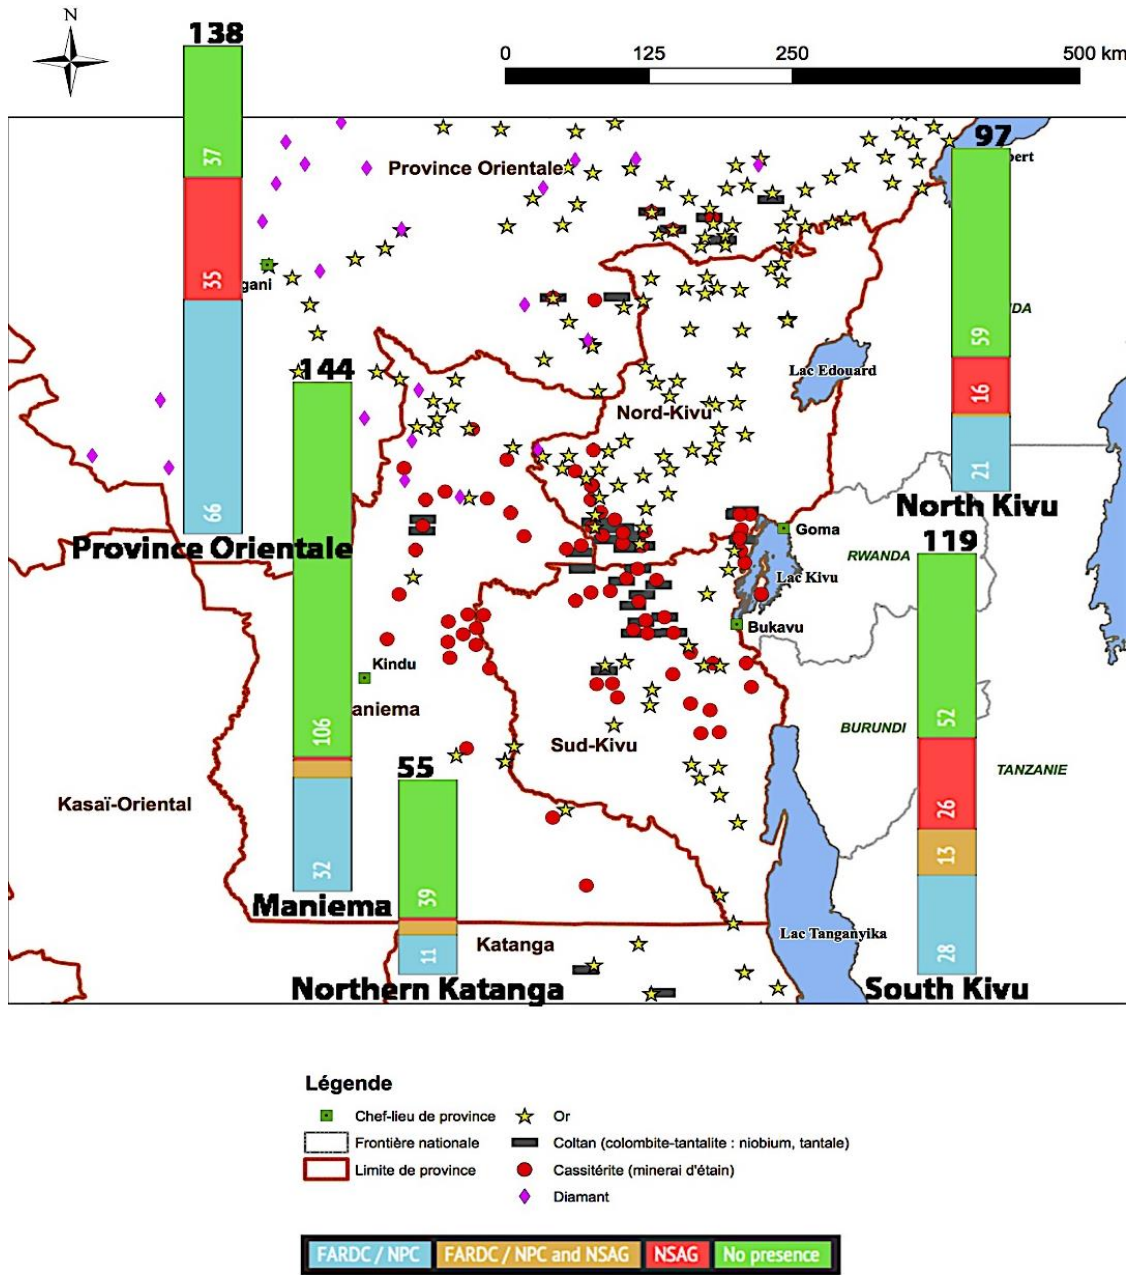 N
0 125 250 500 km
138
37
35
66
Province Orientale
Province Orientale
gani
97
bert
59
16
21
North Kivu
DA
Lac Edouard
Nord-Kivu
144
106
32
Maniema
Goma
RWANDA
Lac Kivu
Bukavu
119
52
26
13
28
South Kivu
Kindu
aniema
Sud-Kivu
BURUNDI
TANZANIE
Kasaï-Oriental
55
39
11
Northern Katanga
Katanga
Lac Tanganyika
Légende
Chef-lieu de province
Frontière nationale
Limite de province
Or
Coltan (colombite-tantalite : niobium, tantale)
Cassitérite (minerai d'étain)
Diamant
FARDC / NPC
FARDC / NPC and NSAG
NSAG
No presence